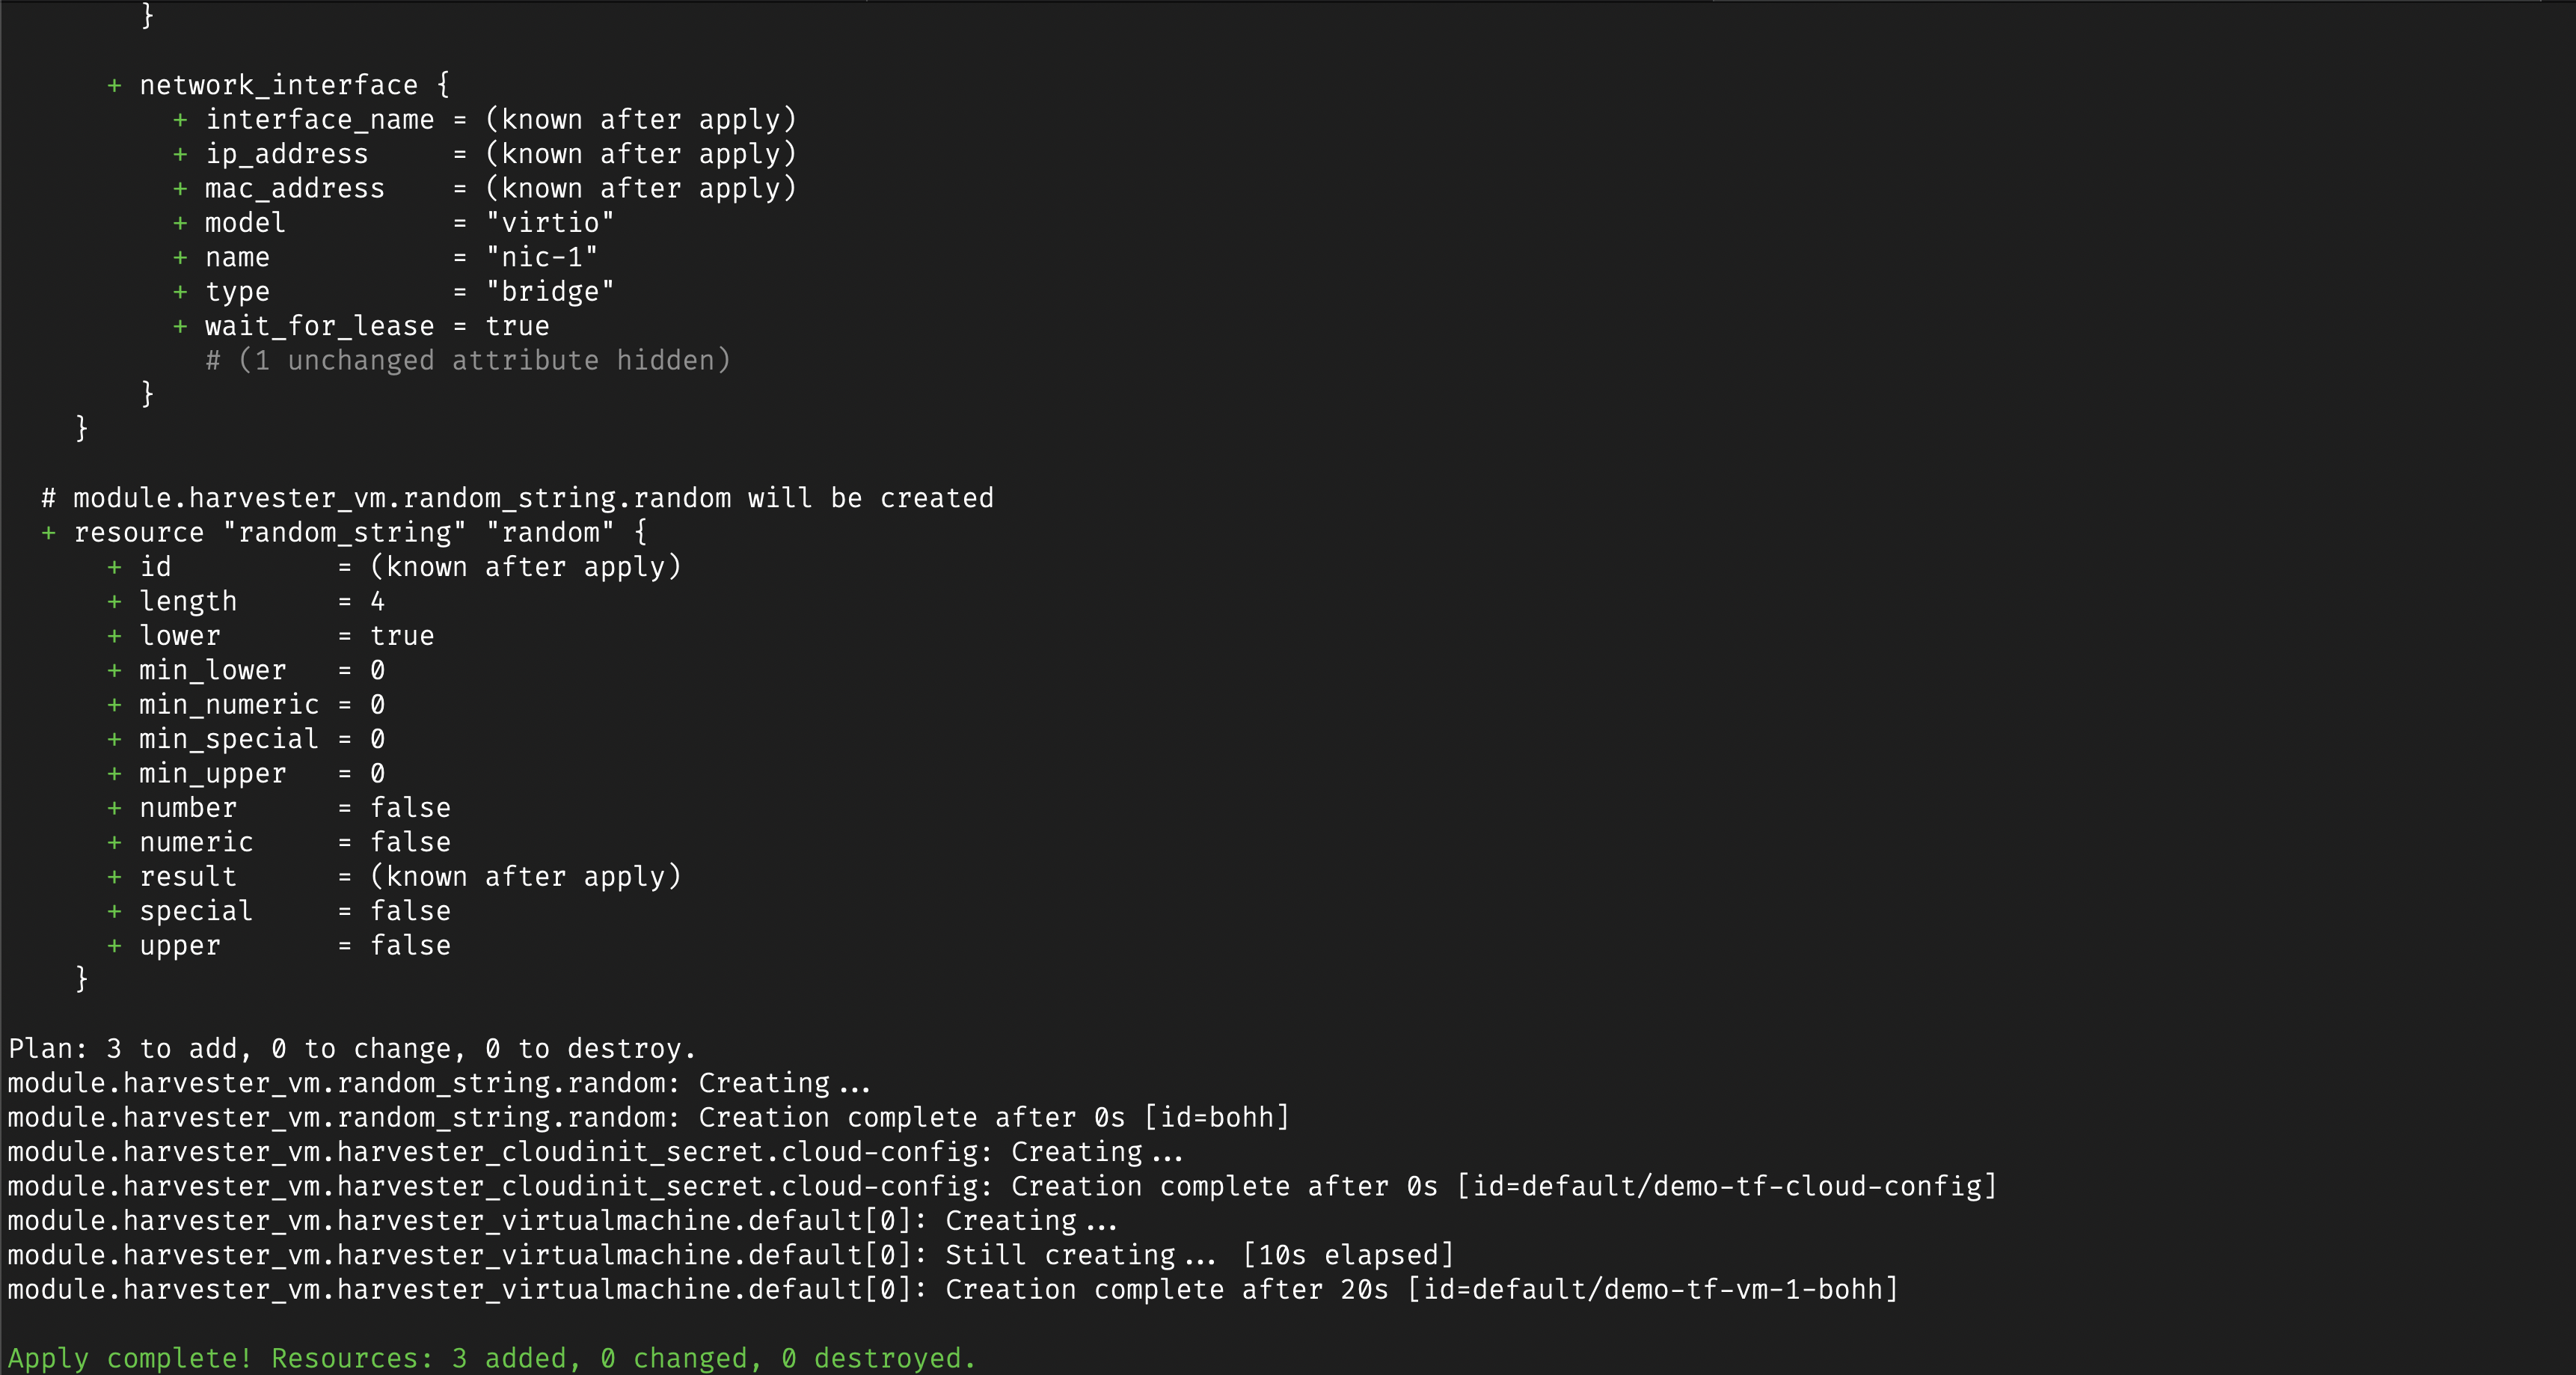 }
+ network_interface {
+ interface_name = (known after apply)
+ ip_address     = (known after apply)
+ mac_address    = (known after apply)
+ model          = "virtio"
+ name           = "nic-1"
+ type           = "bridge"
+ wait_for_lease = true
# (1 unchanged attribute hidden)
}
}
# module.harvester_vm.random_string.random will be created
+ resource "random_string" "random" {
+ id          = (known after apply)
+ length      = 4
+ lower       = true
+ min_lower   = 0
+ min_numeric = 0
+ min_special = 0
+ min_upper   = 0
+ number      = false
+ numeric     = false
+ result      = (known after apply)
+ special     = false
+ upper       = false
}
Plan: 3 to add, 0 to change, 0 to destroy.
module.harvester_vm.random_string.random: Creating...
module.harvester_vm.random_string.random: Creation complete after 0s [id=bohh]
module.harvester_vm.harvester_cloudinit_secret.cloud-config: Creating...
module.harvester_vm.harvester_cloudinit_secret.cloud-config: Creation complete after 0s [id=default/demo-tf-cloud-config]
module.harvester_vm.harvester_virtualmachine.default[0]: Creating...
module.harvester_vm.harvester_virtualmachine.default[0]: Still creating... [10s elapsed]
module.harvester_vm.harvester_virtualmachine.default[0]: Creation complete after 20s [id=default/demo-tf-vm-1-bohh]
Apply complete! Resources: 3 added, 0 changed, 0 destroyed.